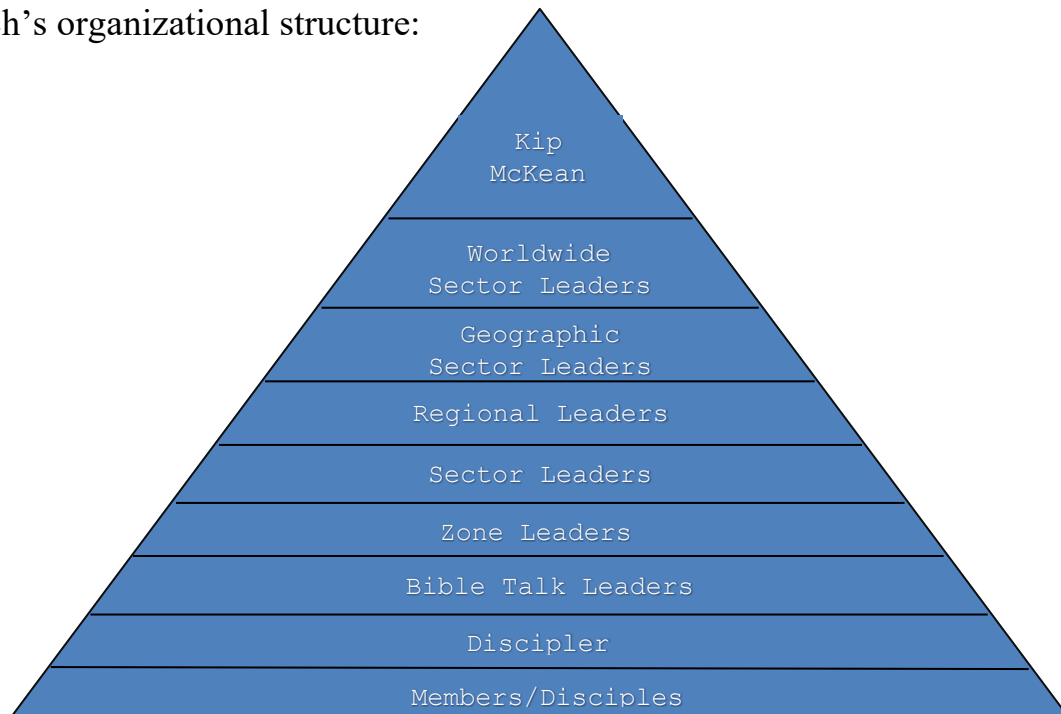 h’s organizational structure:
Kip
McKean
Worldwide
Sector Leaders
Geographic
Sector Leaders
Regional Leaders
Sector Leaders
Zone Leaders
Bible Talk Leaders
Discipler
Members/Disciples